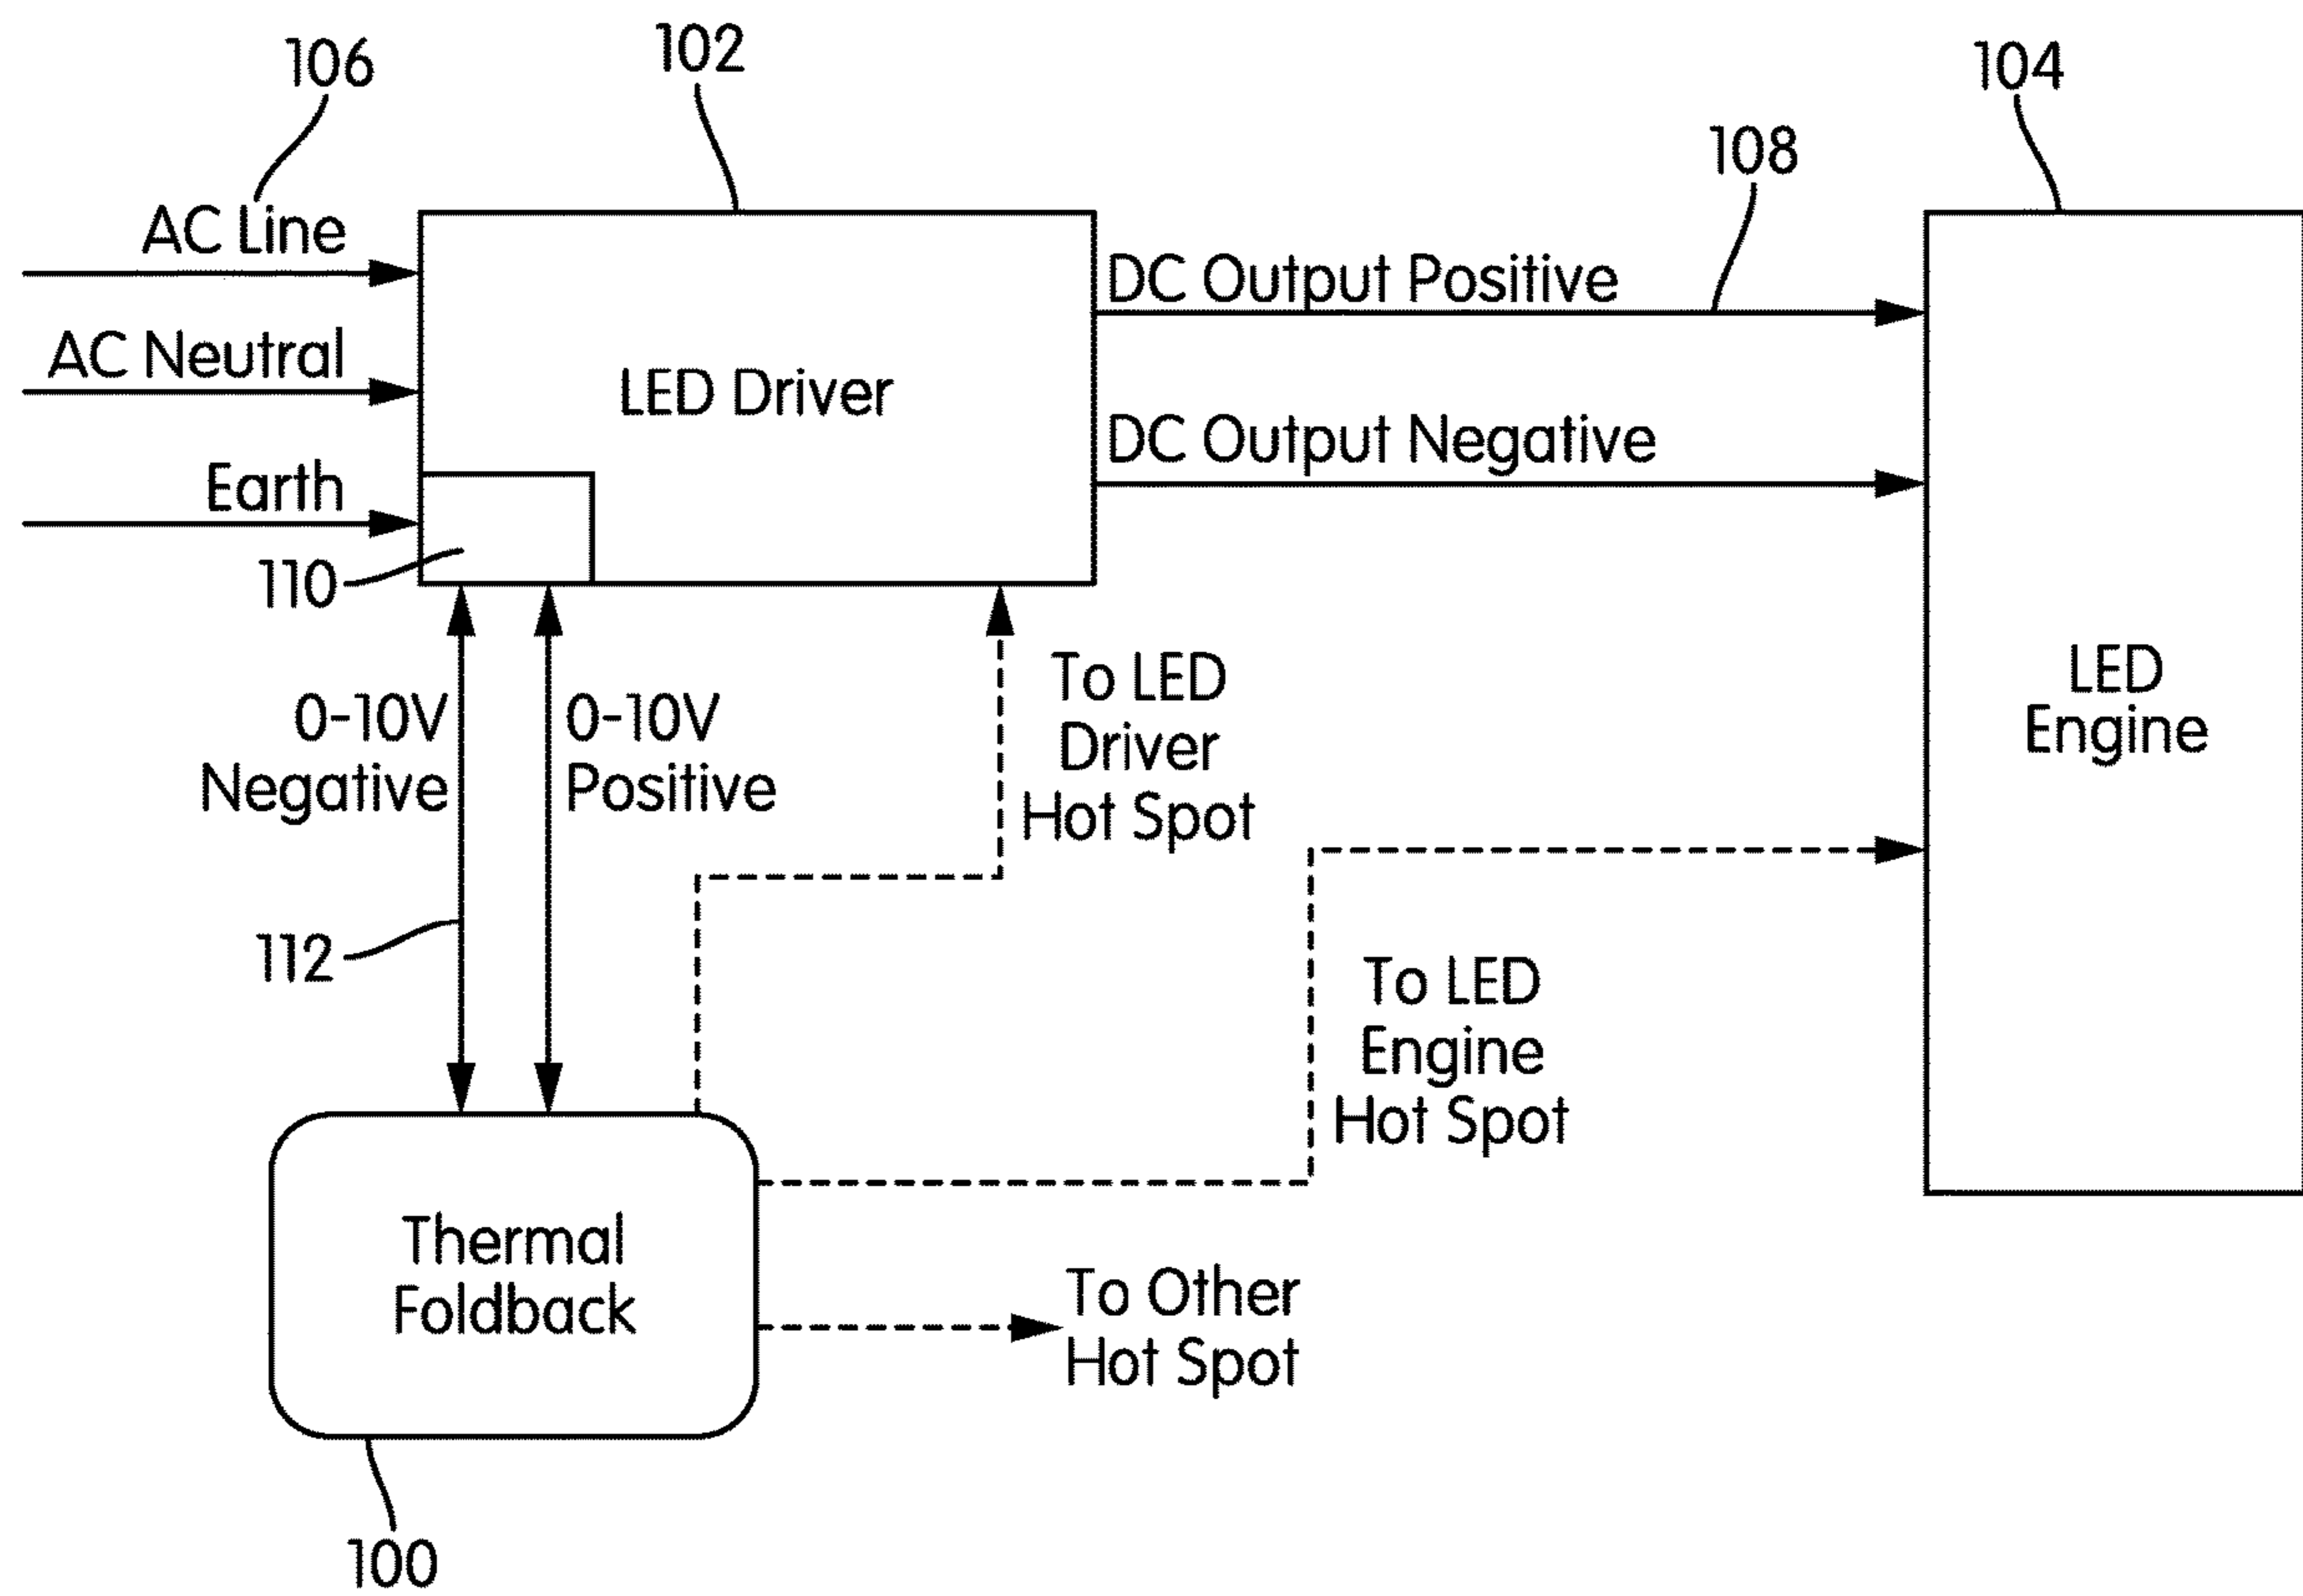 106
102
104
108
AC Line
AC Neutral
Earth
110
LED Driver
DC Output Positive
DC Output Negative
LED
Engine
0-10V
Negative
0-10V
Positive
To LED
Driver
Hot Spot
112
To LED
Engine
Hot Spot
Thermal
Foldback
To Other
Hot Spot
100